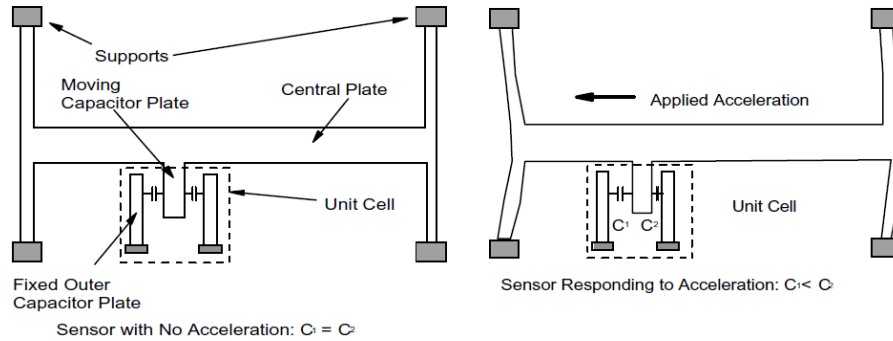 Supports
Moving
Capacitor Plate
Central Plate
Unit Cell
Fixed Outer
Capacitor Plate
Sensor with No Acceleration: C₁ = C₂
Applied Acceleration
Unit Cell
C¹ C²
Sensor Responding to Acceleration: C₁< C₂